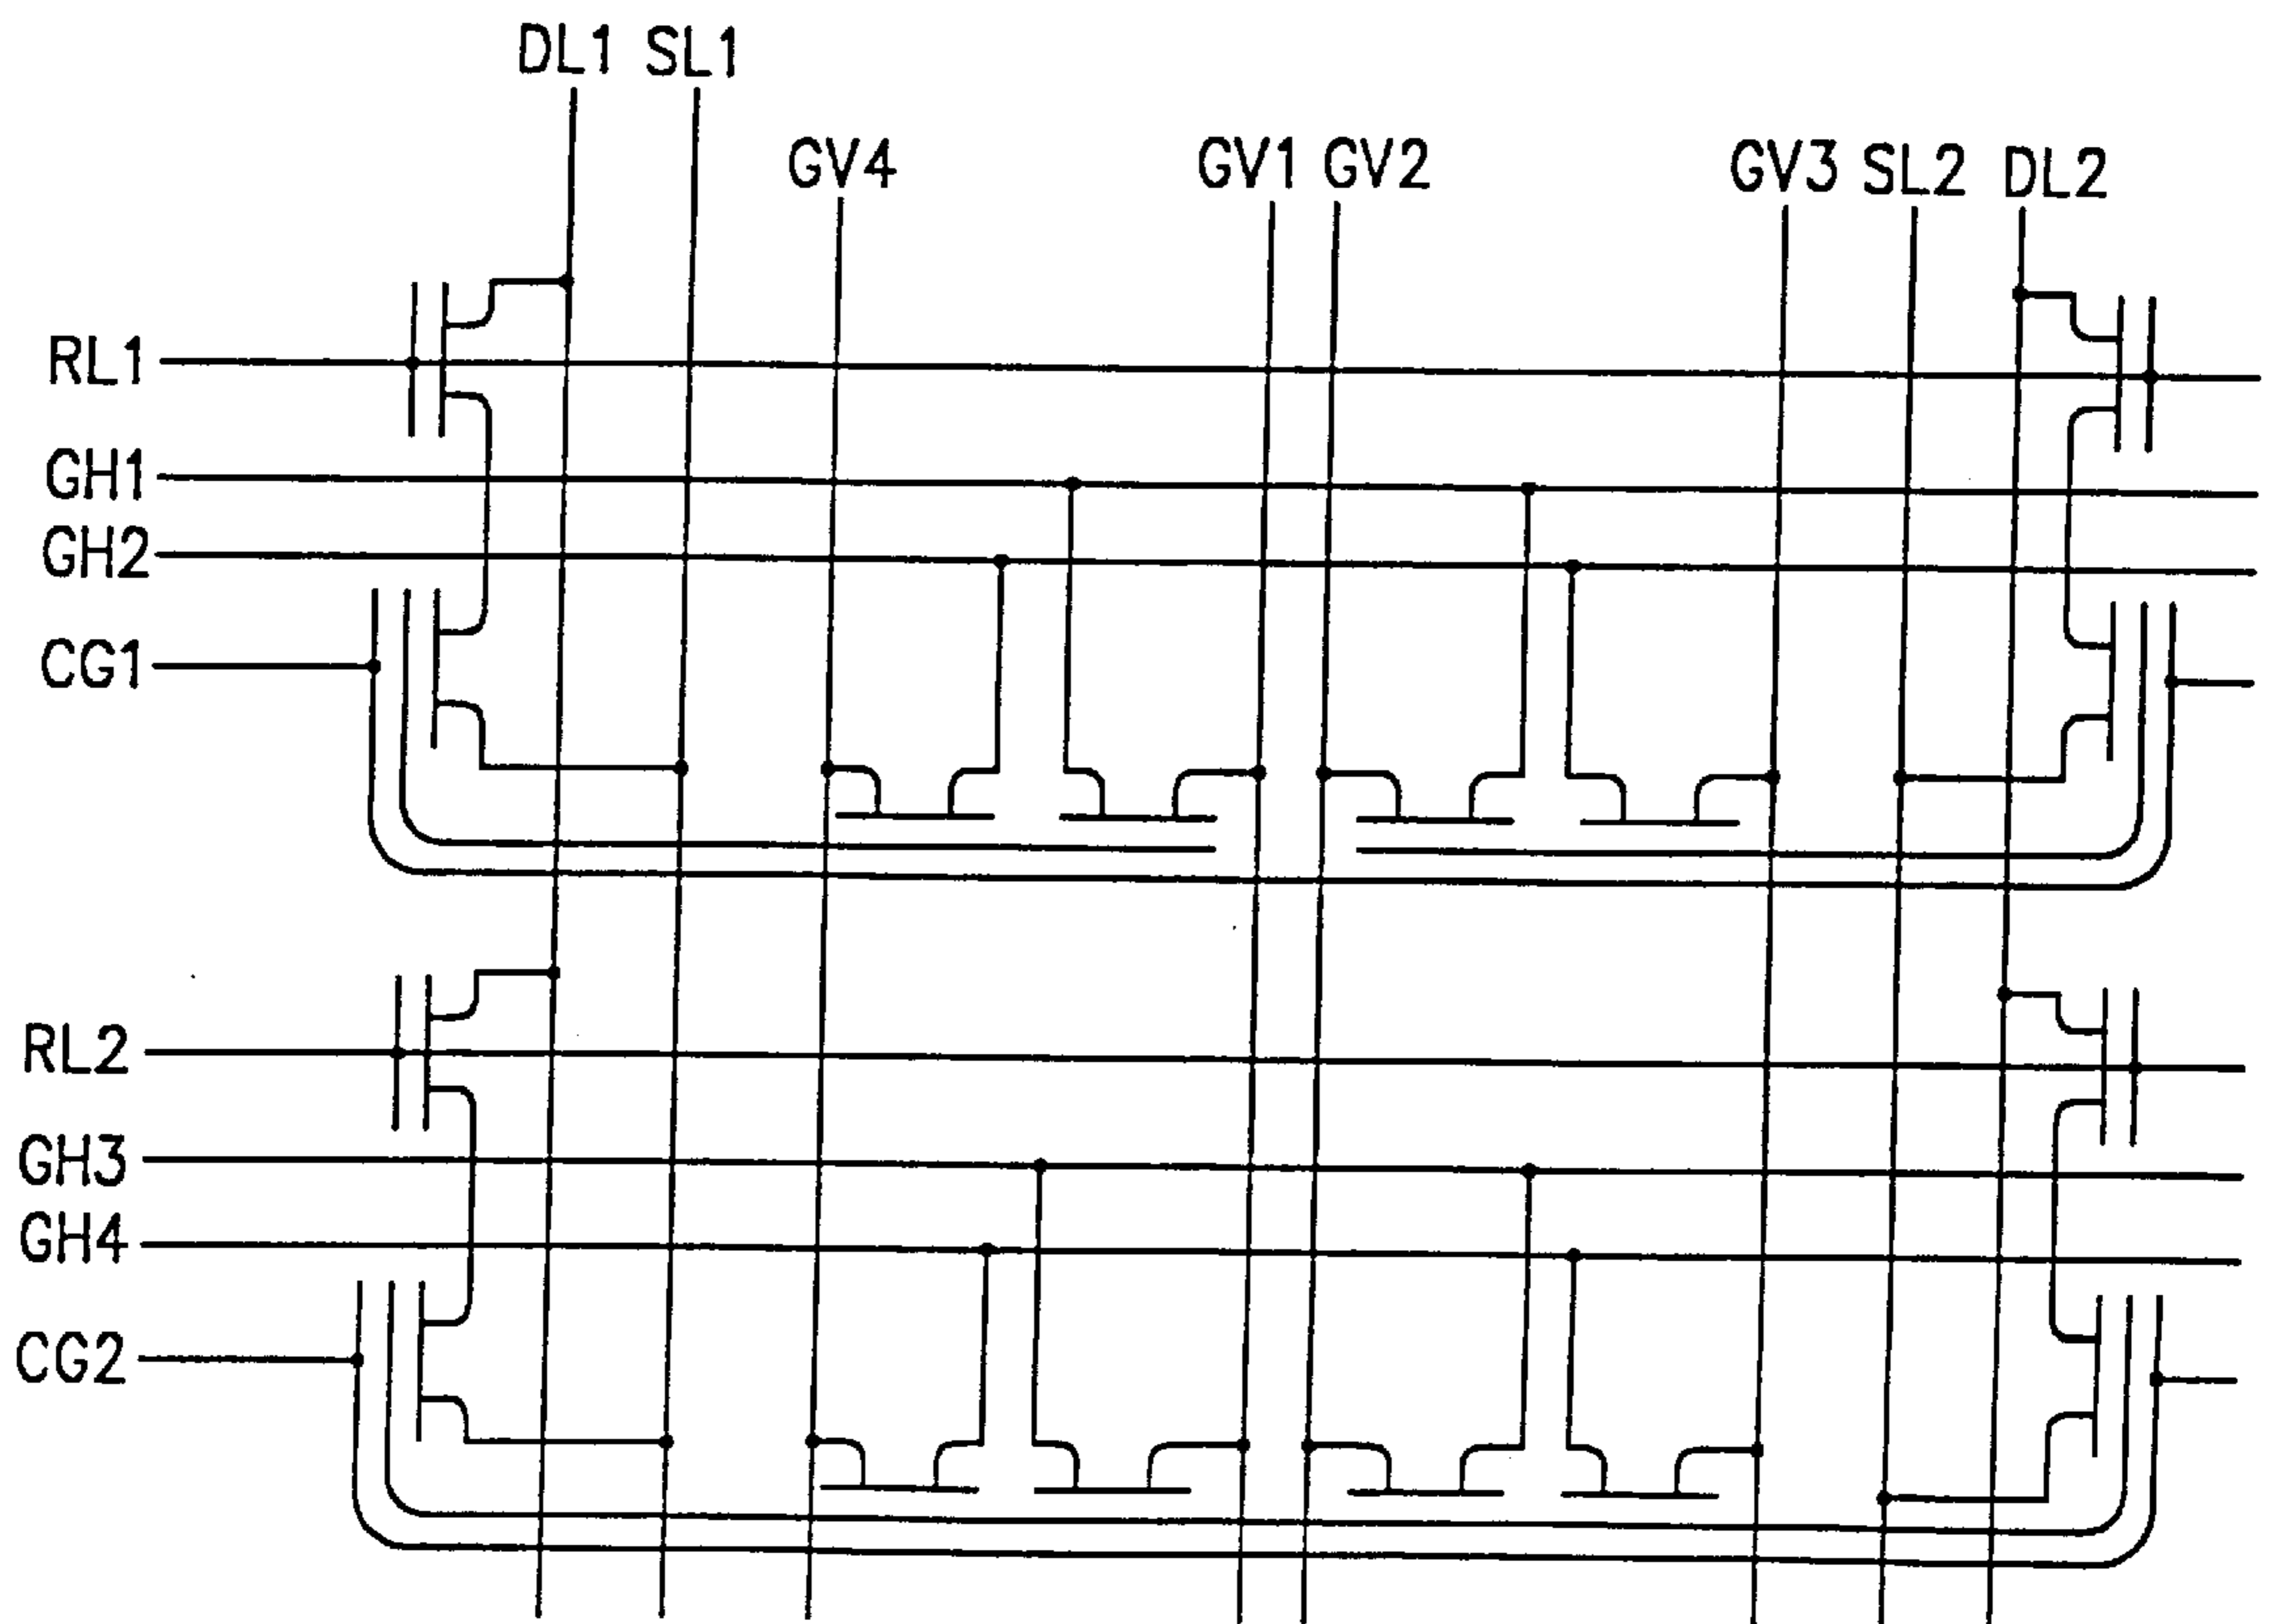 DL1 SL1
GV4 GV1 GV2 GV3 SL2 DL2
RL1
GH1
GH2
CG1
RL2
GH3
GH4
CG2